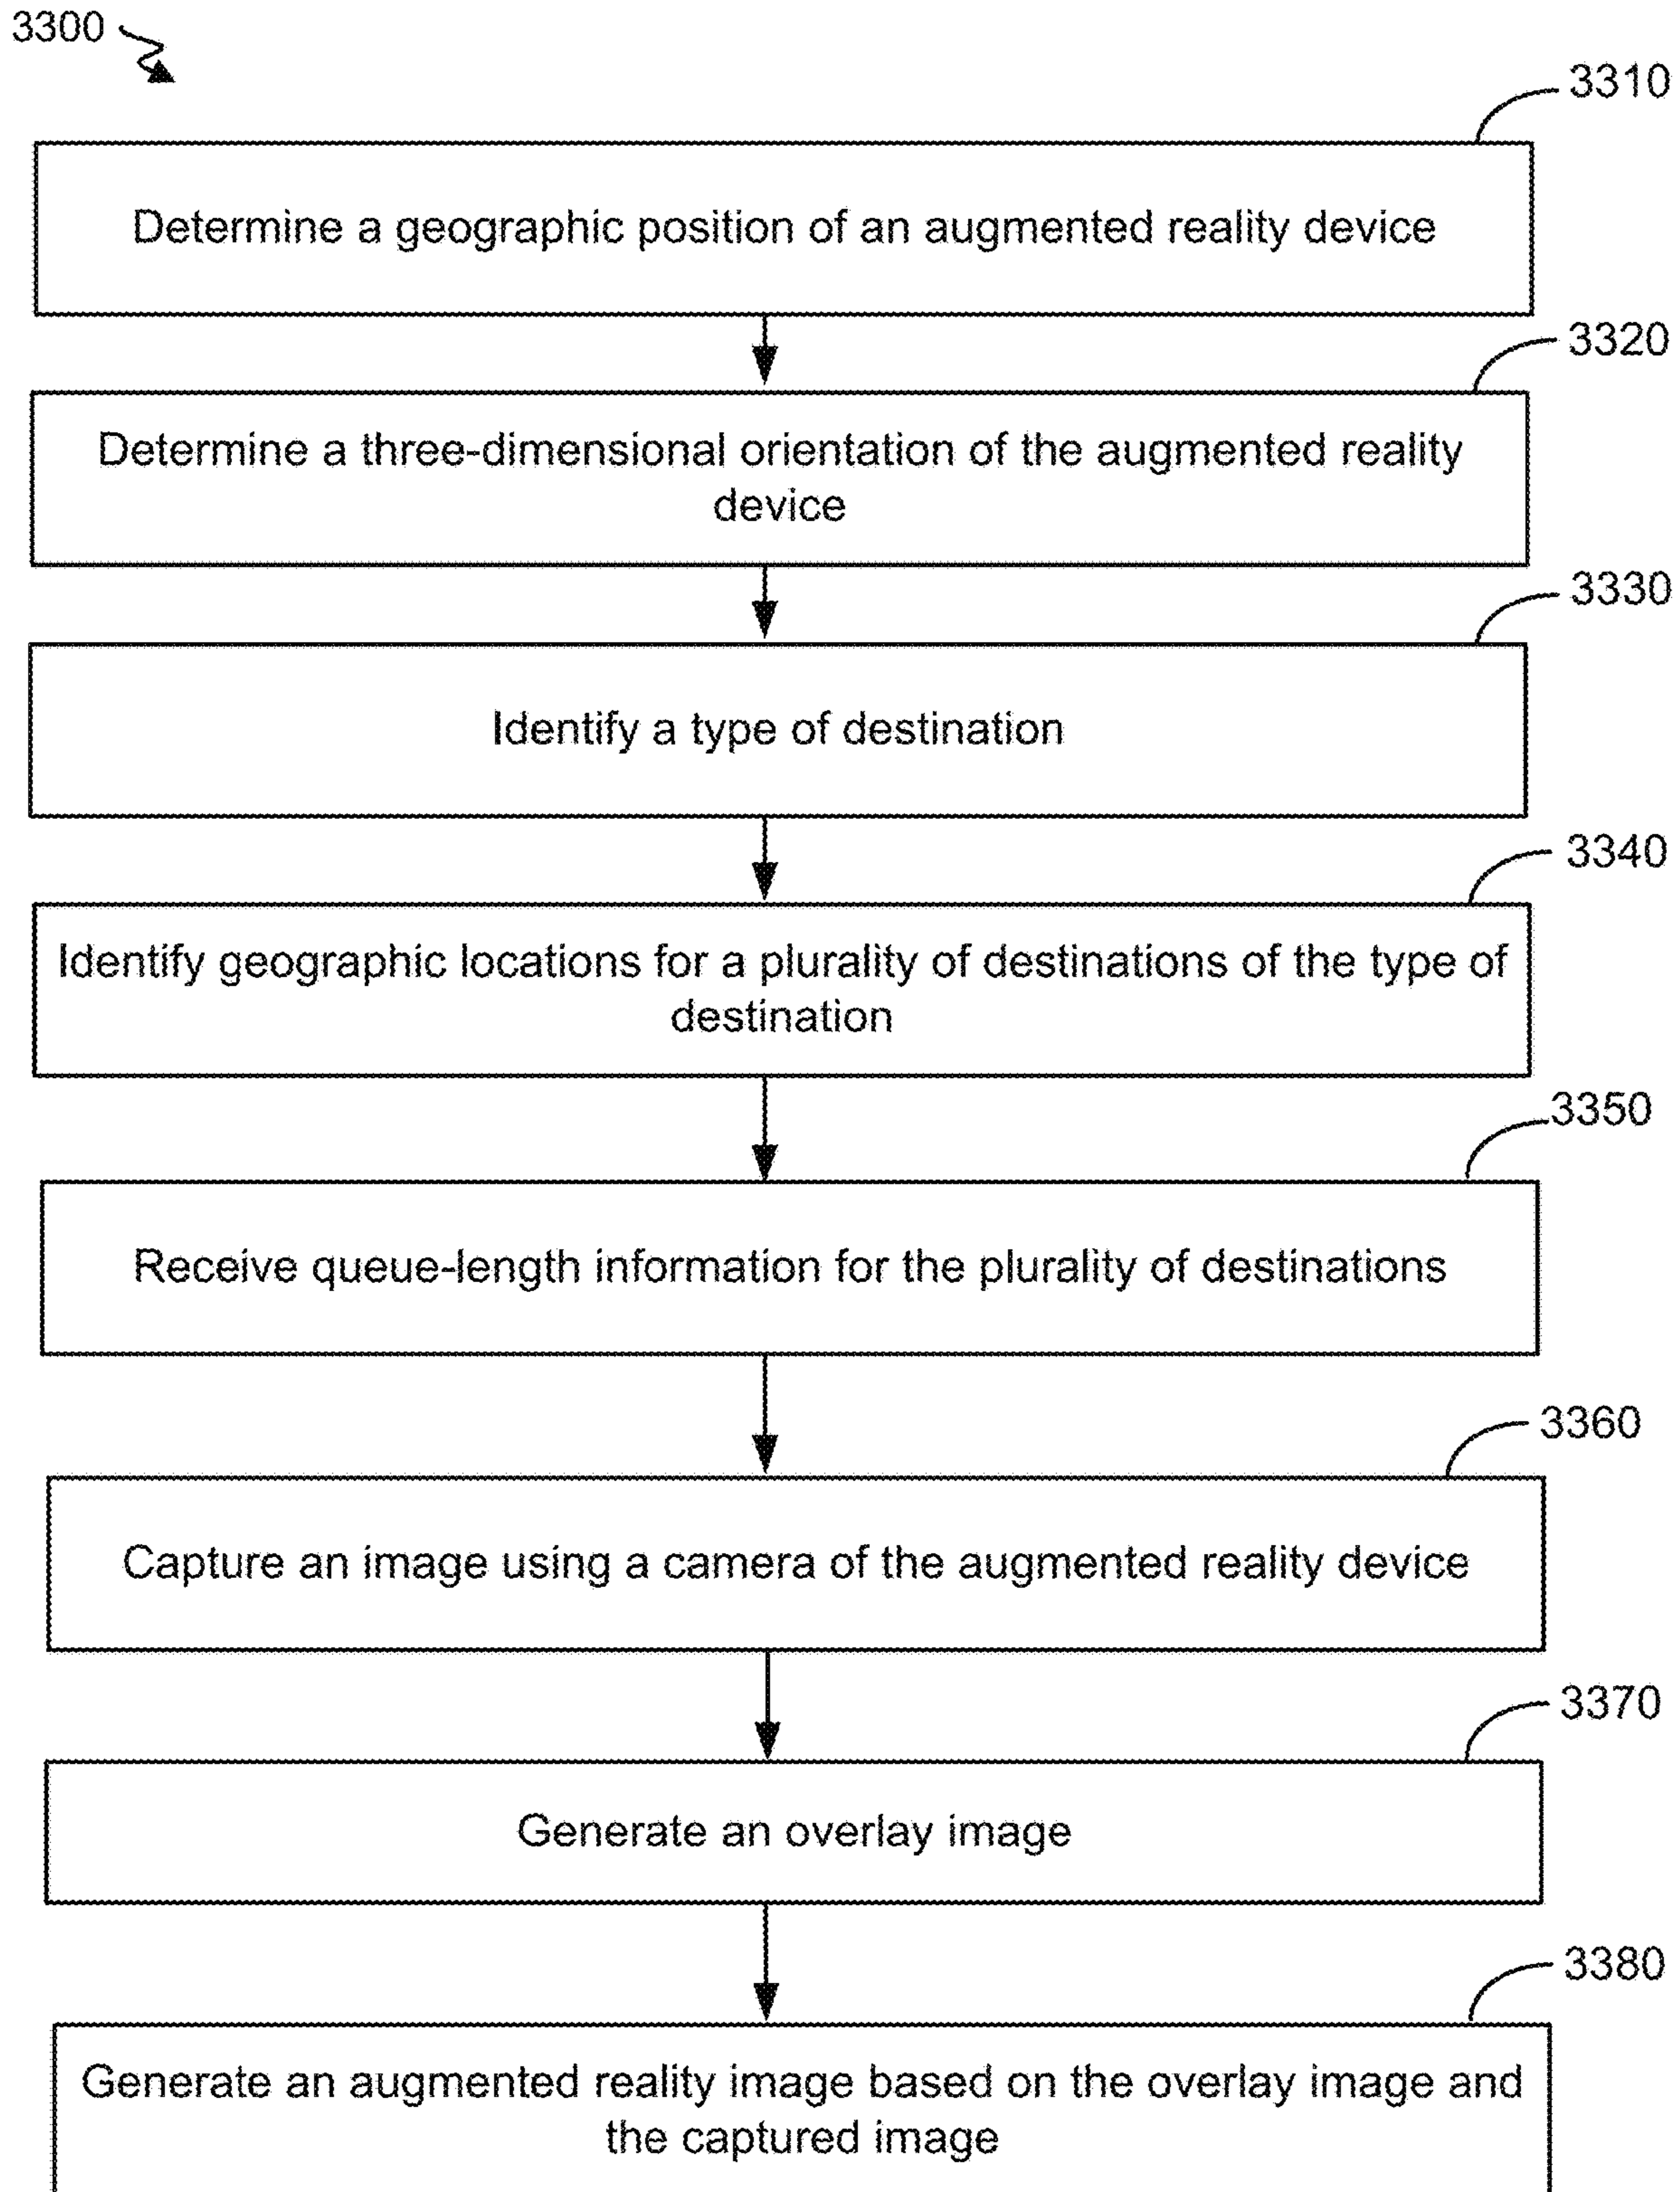 3300
3310
Determine a geographic position of an augmented reality device
3320
Determine a three-dimensional orientation of the augmented reality
device
3330
Identify a type of destination
3340
Identify geographic locations for a plurality of destinations of the type of
destination
3350
Receive queue-length information for the plurality of destinations
3360
Capture an image using a camera of the augmented reality device
3370
Generate an overlay image
3380
Generate an augmented reality image based on the overlay image and
the captured image